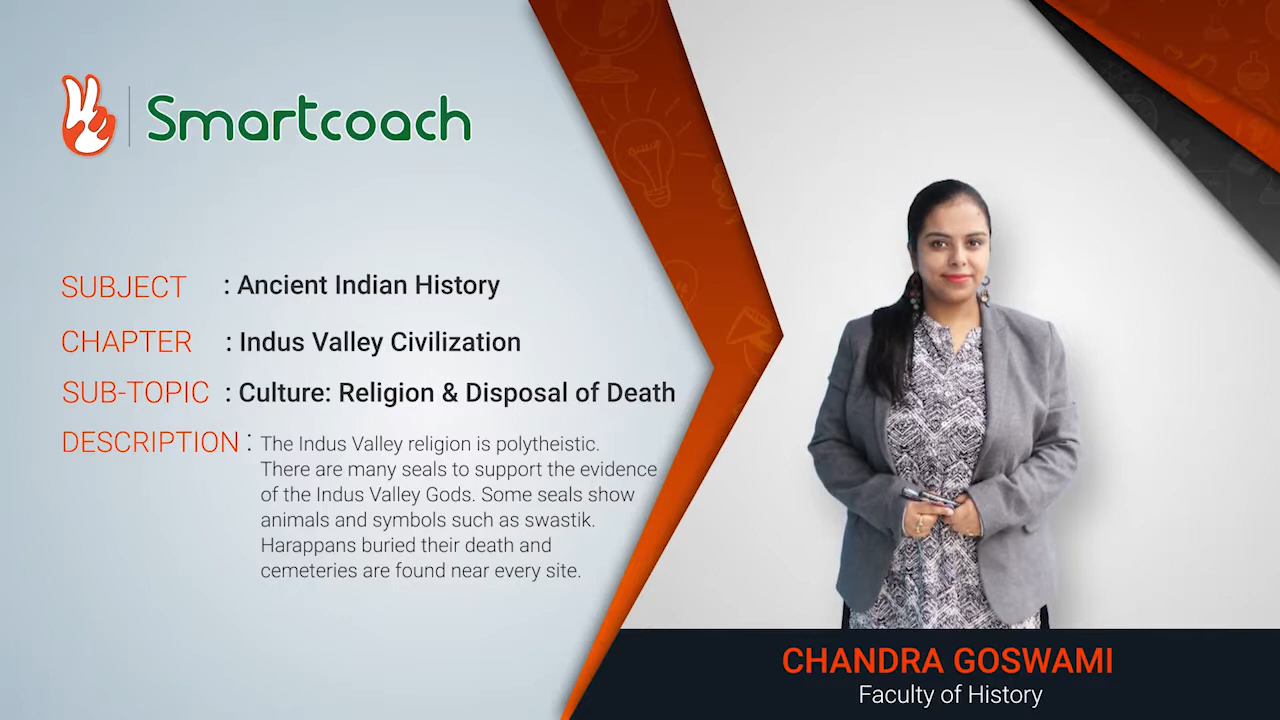 Smartcoach
SUBJECT : Ancient Indian History
CHAPTER : Indus Valley Civilization
SUB-TOPIC : Culture: Religion & Disposal of Death
DESCRIPTION : The Indus Valley religion is polytheistic.
There are many seals to support the evidence
of the Indus Valley Gods. Some seals show
animals and symbols such as swastik.
Harappans buried their death and
cemeteries are found near every site.
CHANDRA GOSWAMI
Faculty of History